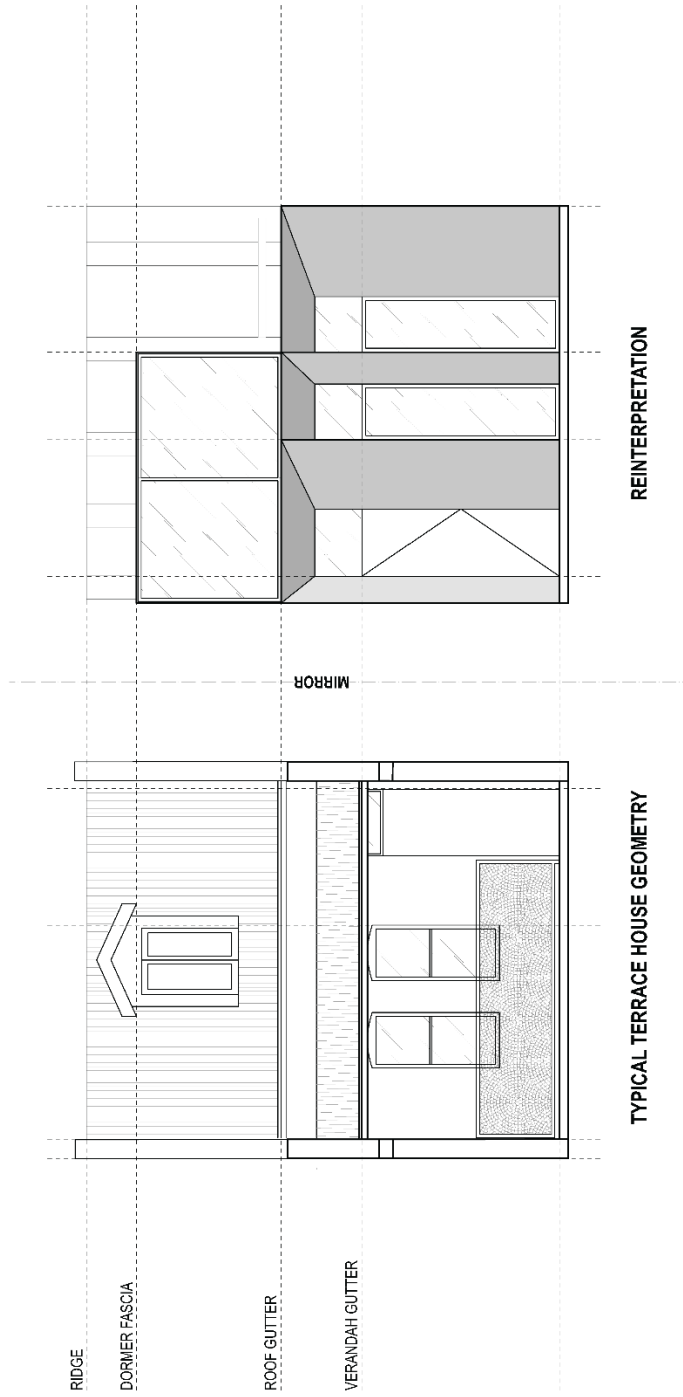 RIDGE
DORMER FASCIA
ROOF GUTTER
VERANDAH GUTTER
MIRROR
TYPICAL TERRACE HOUSE GEOMETRY
REINTERPRETATION